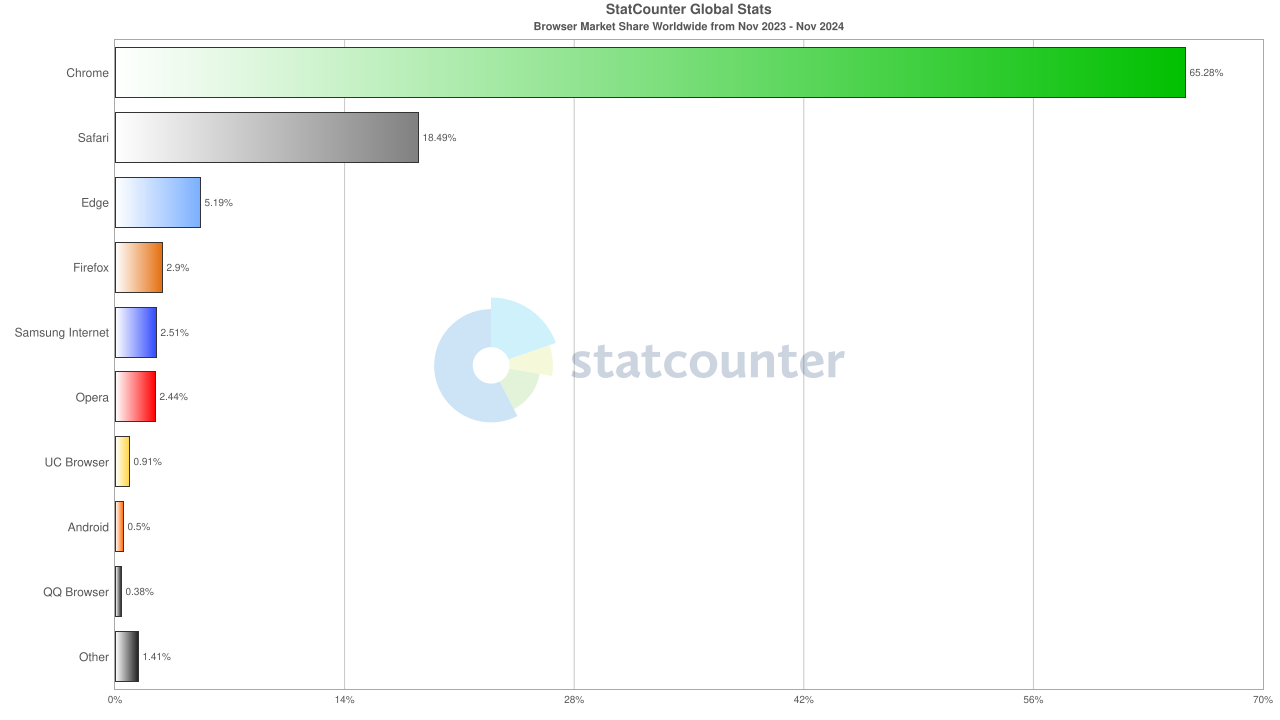 StatCounter Global Stats
Browser Market Share Worldwide from Nov 2023 - Nov 2024
Chrome 65.28%
Safari 18.49%
Edge 5.19%
Firefox 2.9%
Samsung Internet 2.51%
statcounter
Opera 2.44%
UC Browser 0.91%
Android 0.5%
QQ Browser 0.38%
Other 1.41%
0% 14% 28% 42% 56% 70%